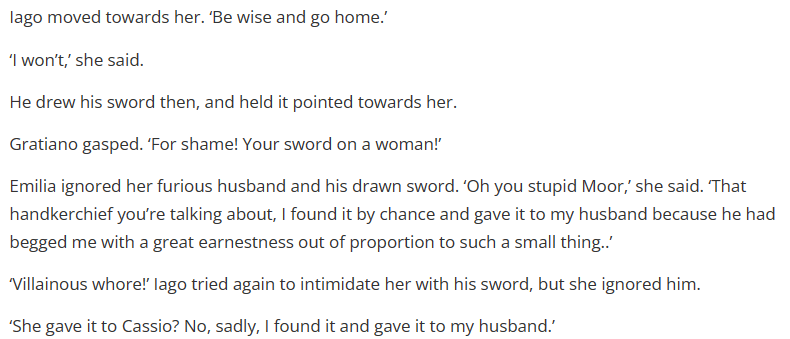 Iago moved towards her. ‘Be wise and go home.’
‘I won’t,’ she said.
He drew his sword then, and held it pointed towards her.
Gratiano gasped. ‘For shame! Your sword on a woman!’
Emilia ignored her furious husband and his drawn sword. ‘Oh you stupid Moor,’ she said. ‘That
handkerchief you’re talking about, I found it by chance and gave it to my husband because he had
begged me with a great earnestness out of proportion to such a small thing..’
‘Villainous whore!’ Iago tried again to intimidate her with his sword, but she ignored him.
‘She gave it to Cassio? No, sadly, I found it and gave it to my husband.’